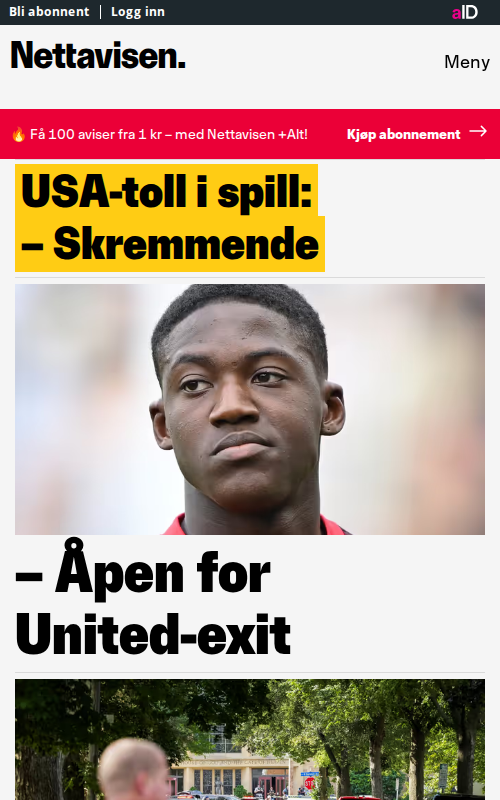 Bli abonnent | Logg inn
aID
Nettavisen.
Meny
🔥 Få 100 aviser fra 1 kr – med Nettavisen +Alt!
Kjøp abonnement →
USA-toll i spill:
– Skremmende
– Åpen for
United-exit